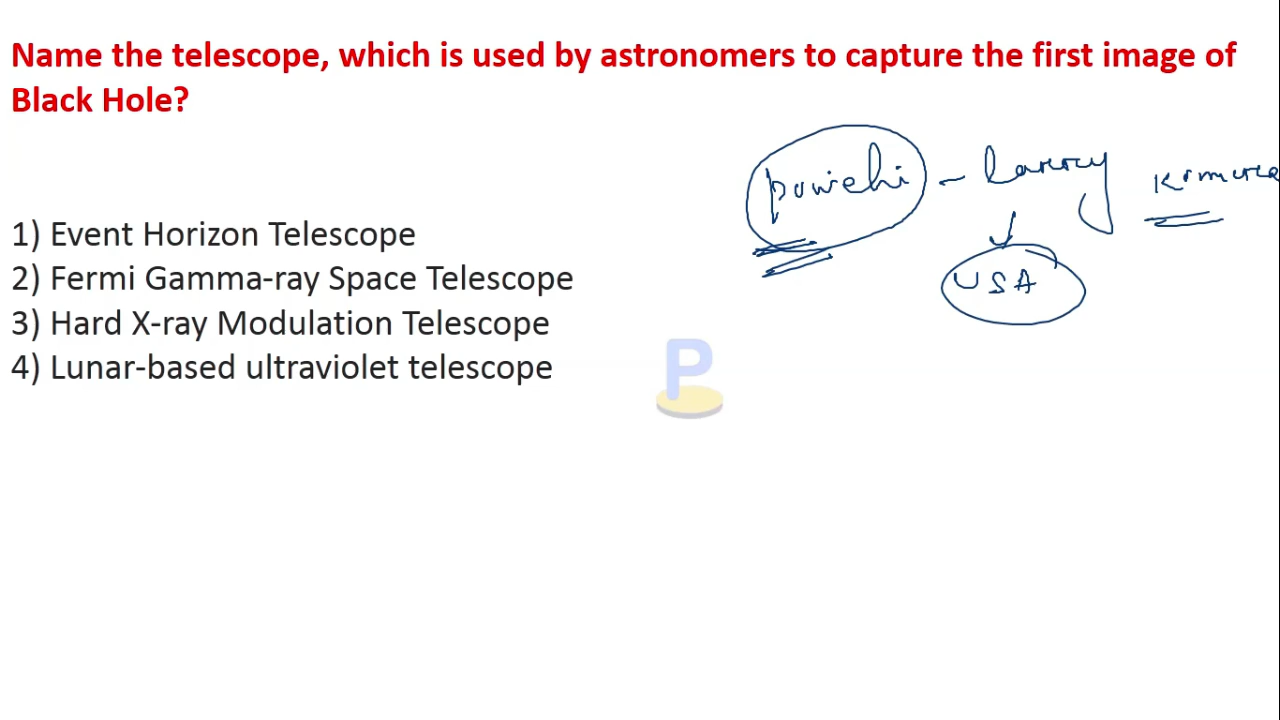 Name the telescope, which is used by astronomers to capture the first image of
Black Hole?
powehi - Larry
USA
1) Event Horizon Telescope
2) Fermi Gamma-ray Space Telescope
3) Hard X-ray Modulation Telescope
4) Lunar-based ultraviolet telescope
P